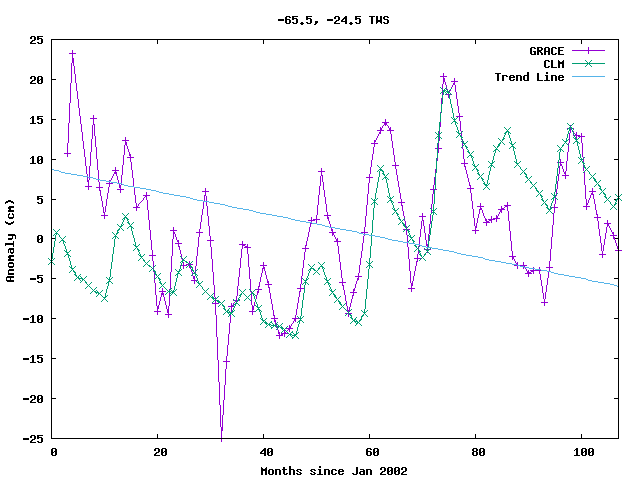 -65.5, -24.5 TWS
GRACE
CLM
Trend Line
25
20
15
10
5
0
-5
-10
-15
-20
-25
Anomaly (cm)
0 20 40 60 80 100
Months since Jan 2002